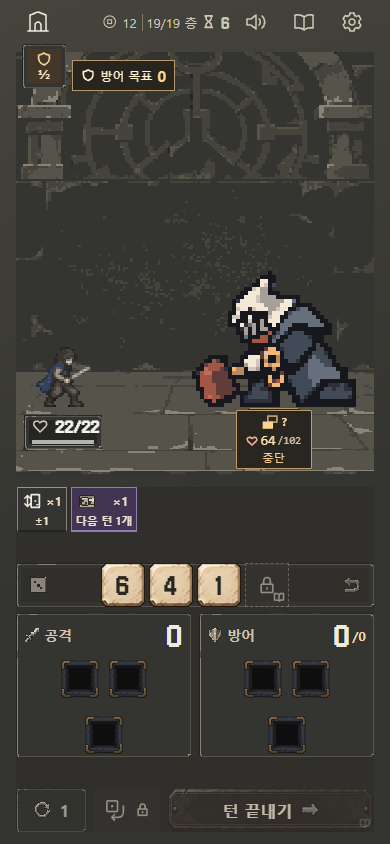 12 19/19 층 6
½
방어 목표 0
22/22
?
64/102
중단
×1
±1
×1
다음 턴 1개
6 4 1
공격 0
방어 0/0
1
턴 끝내기